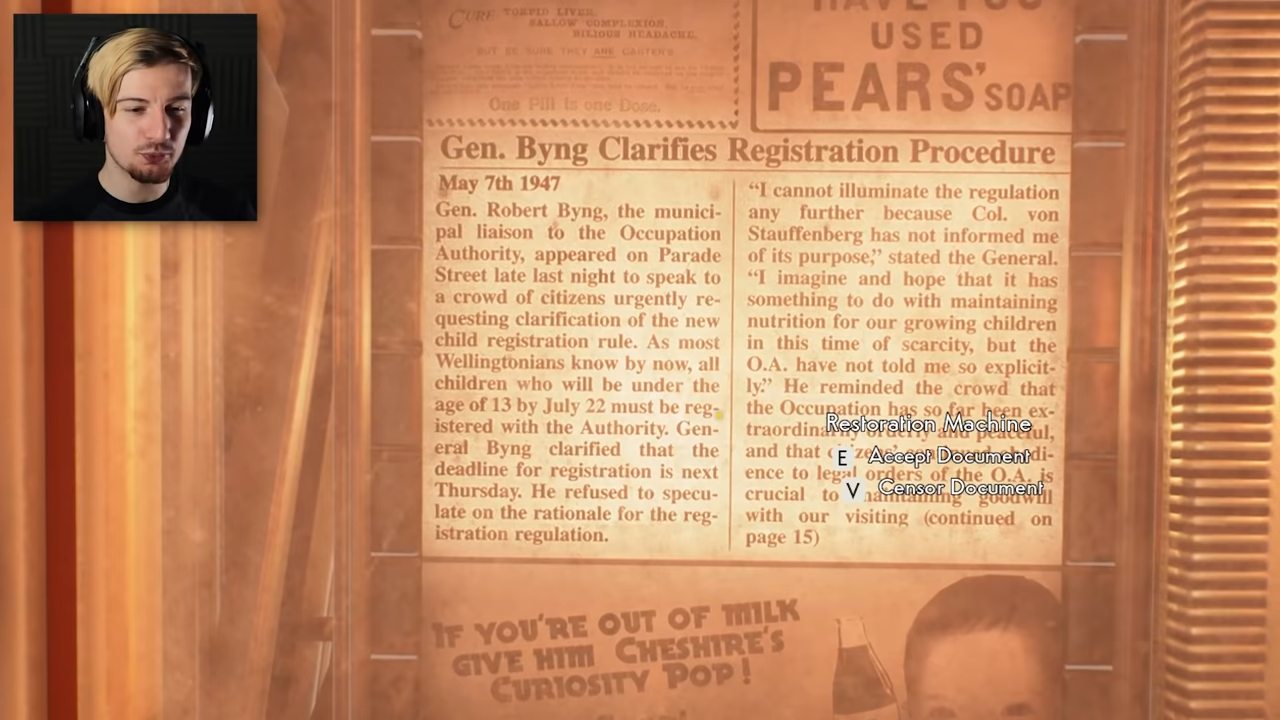 CURE TORPID LIVER,
SALLOW COMPLEXION,
BILIOUS HEADACHE,
BUT BE SURE THEY ARE CARTER'S
One Pill is one Dose.
HAVE YOU
USED
PEARS' SOAP
Gen. Byng Clarifies Registration Procedure
May 7th 1947
Gen. Robert Byng, the munici-
pal liaison to the Occupation
Authority, appeared on Parade
Street late last night to speak to
a crowd of citizens urgently re-
questing clarification of the new
child registration rule. As most
Wellingtonians know by now, all
children who will be under the
age of 13 by July 22 must be reg-
istered with the Authority. Gen-
eral Byng clarified that the
deadline for registration is next
Thursday. He refused to specu-
late on the rationale for the reg-
istration regulation.
“I cannot illuminate the regulation
any further because Col. von
Stauffenberg has not informed me
of its purpose,” stated the General.
“I imagine and hope that it has
something to do with maintaining
nutrition for our growing children
in this time of scarcity, but the
O.A. have not told me so explicit-
ly.” He reminded the crowd that
the Occupation has so far been ex-
traordinarily orderly and peaceful,
and that obedi-
ence to legal orders of the O.A. is
crucial to maintaining goodwill
with our visiting (continued on
page 15)
Restoration Machine
E Accept Document
V Censor Document
IF YOU'RE OUT OF MILK
GIVE HIM CHESHIRE'S
CURIOSITY POP!